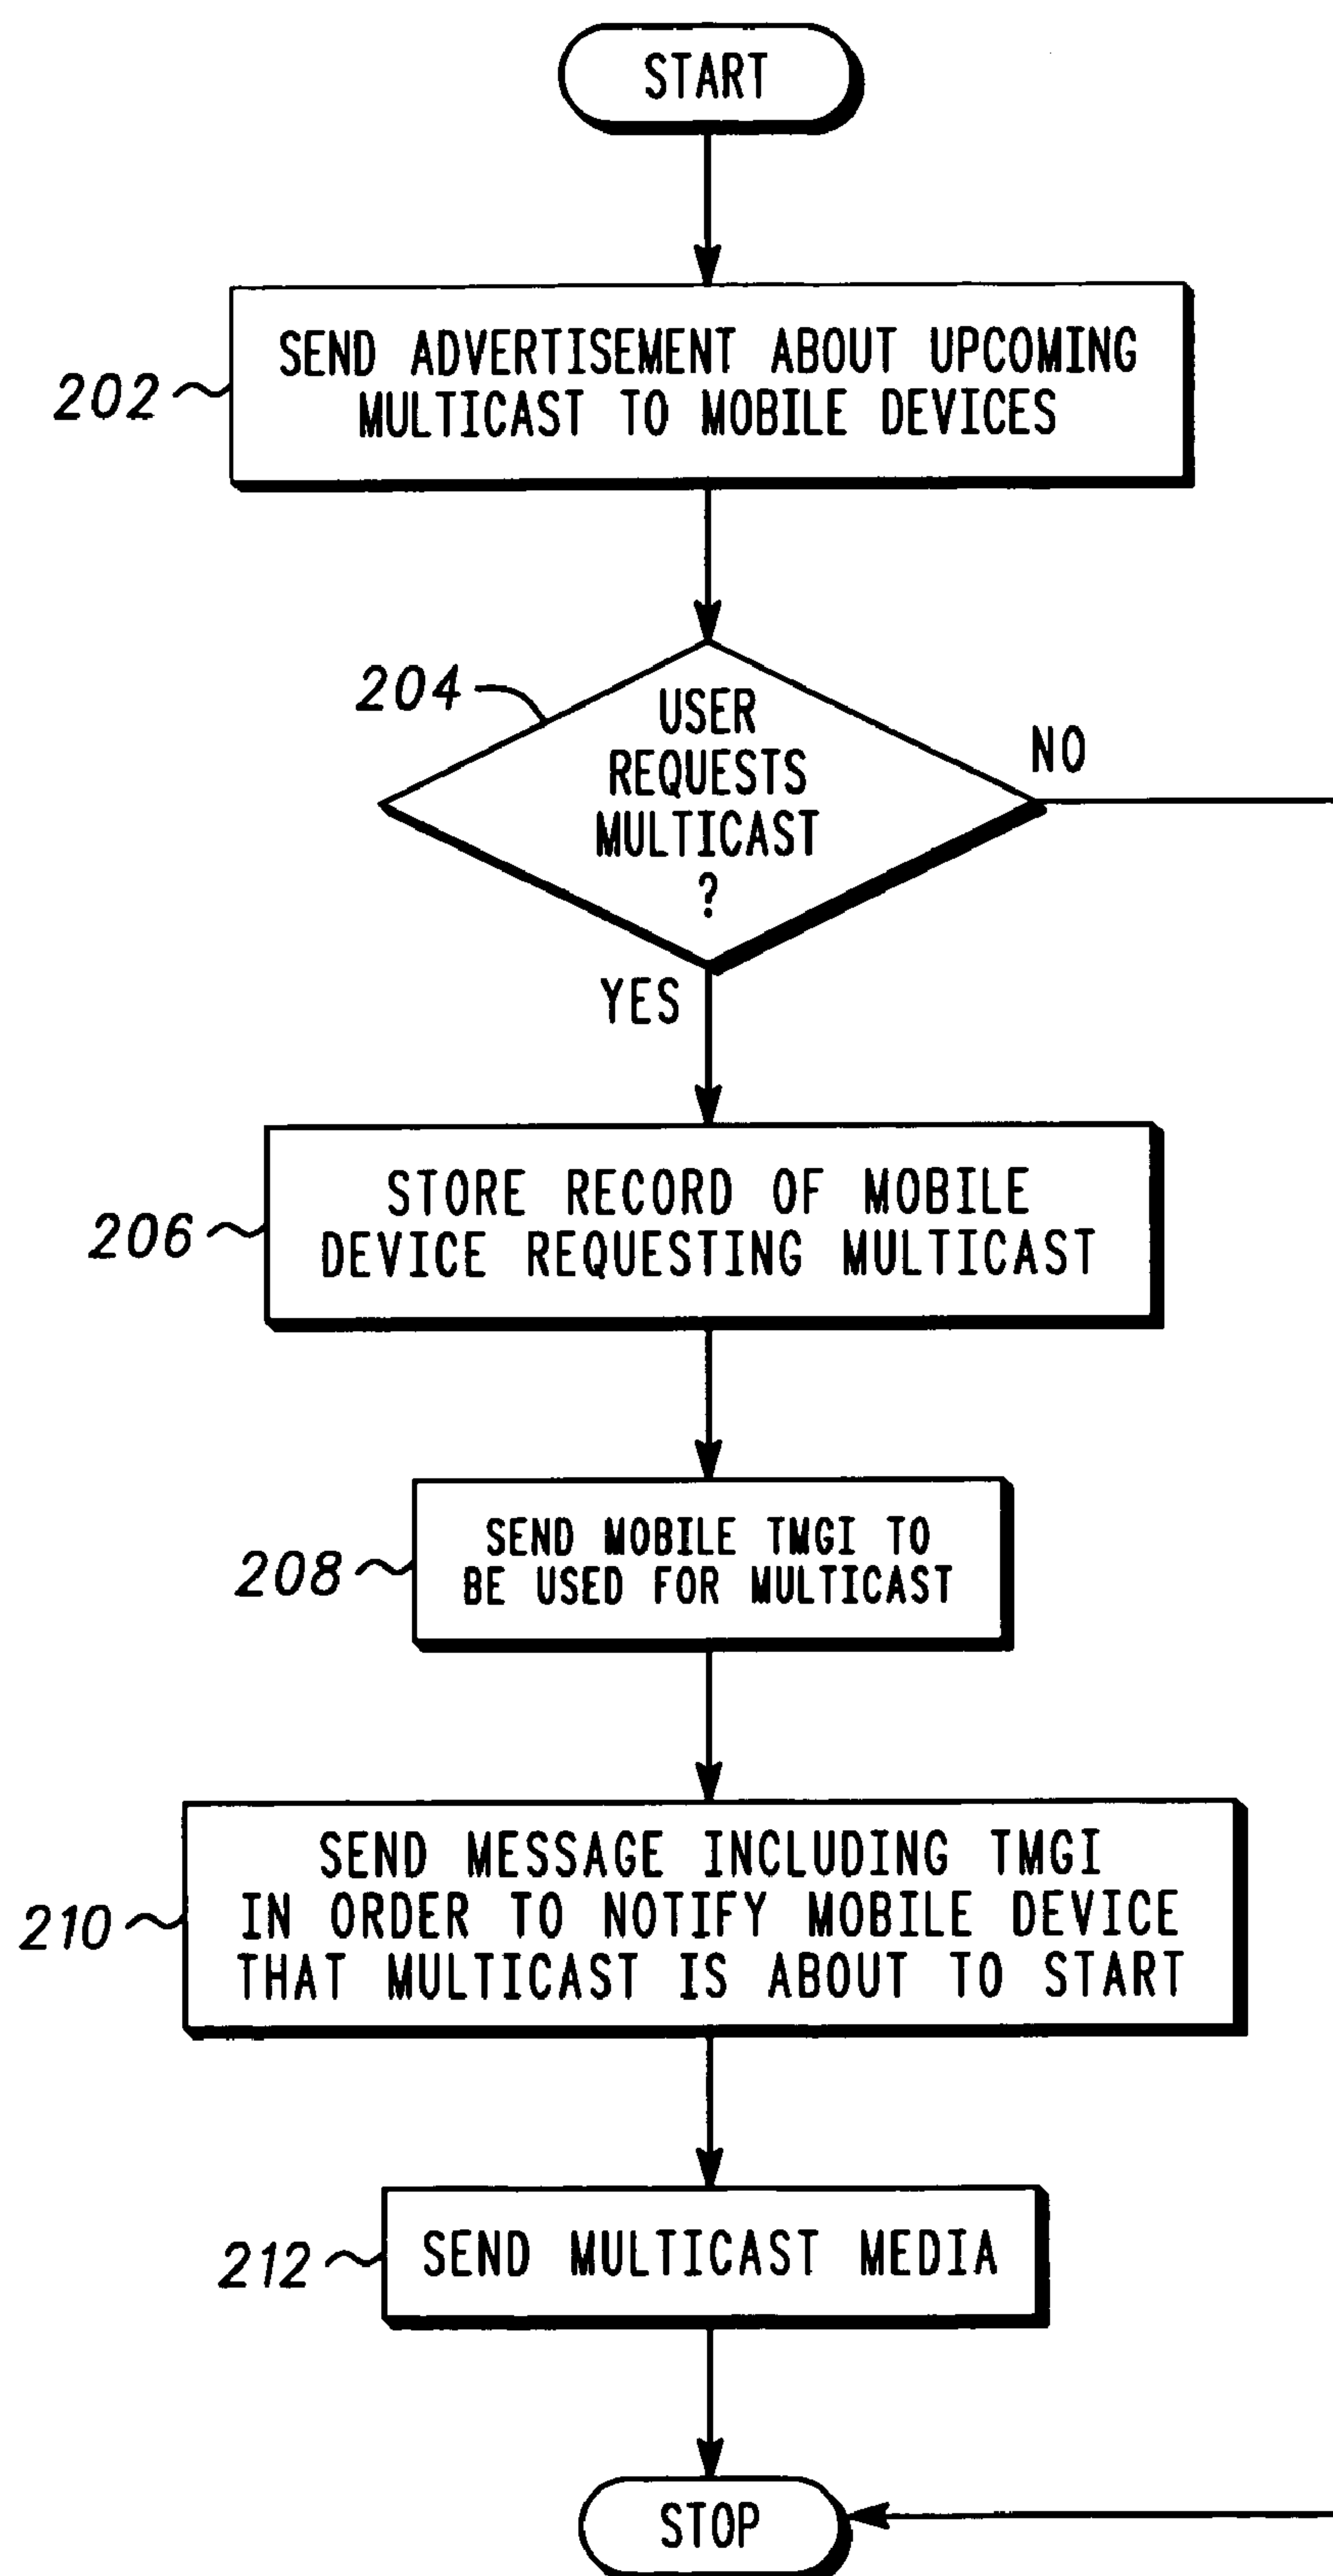 START
202
SEND ADVERTISEMENT ABOUT UPCOMING
MULTICAST TO MOBILE DEVICES
204
USER
REQUESTS
MULTICAST
?
NO
YES
206
STORE RECORD OF MOBILE
DEVICE REQUESTING MULTICAST
208
SEND MOBILE TMGI TO
BE USED FOR MULTICAST
210
SEND MESSAGE INCLUDING TMGI
IN ORDER TO NOTIFY MOBILE DEVICE
THAT MULTICAST IS ABOUT TO START
212
SEND MULTICAST MEDIA
STOP